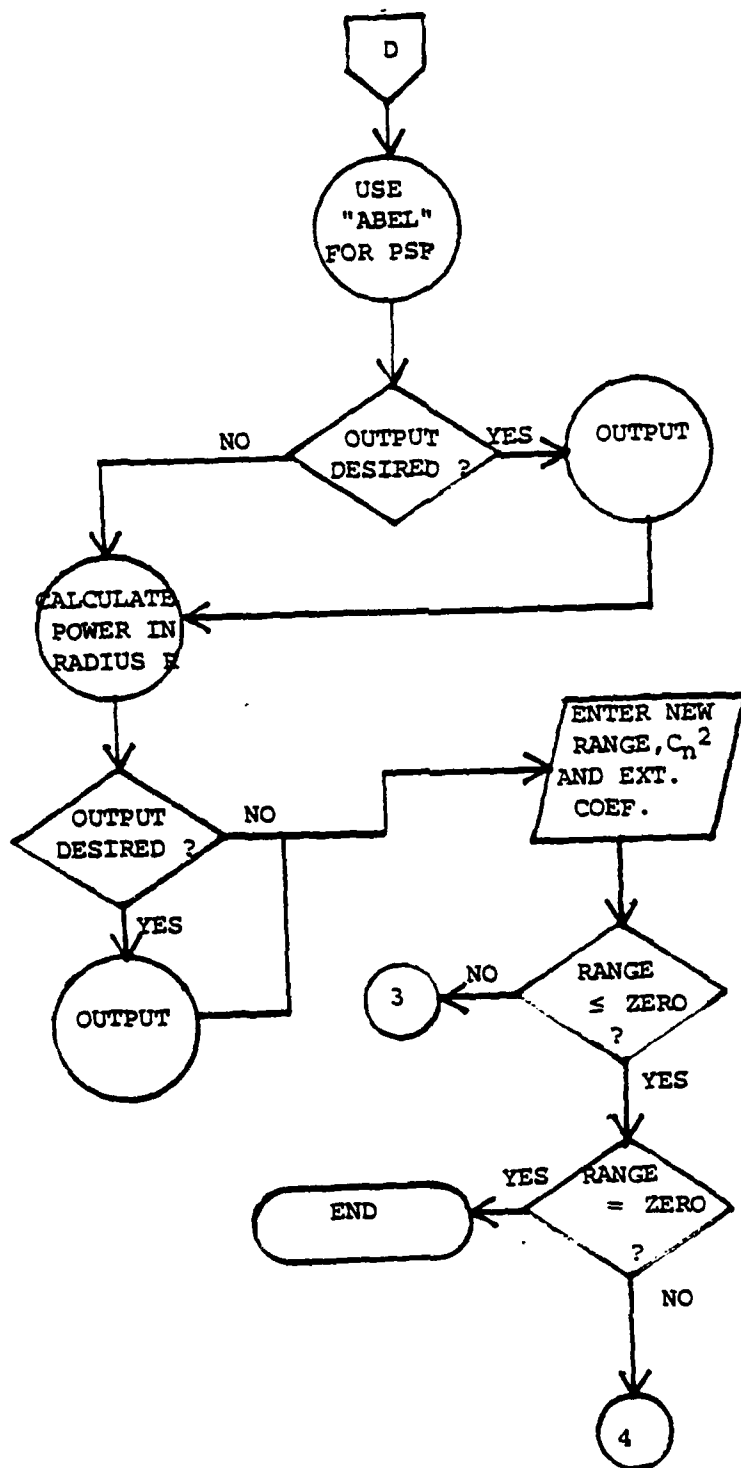 D
USE
"ABEL"
FOR PSF
OUTPUT
DESIRED ?
NO
YES
OUTPUT
CALCULATE
POWER IN
RADIUS R
OUTPUT
DESIRED ?
NO
YES
OUTPUT
ENTER NEW
RANGE, Cn²
AND EXT.
COEF.
RANGE
≤ ZERO
?
NO
3
YES
RANGE
= ZERO
?
YES
END
NO
4